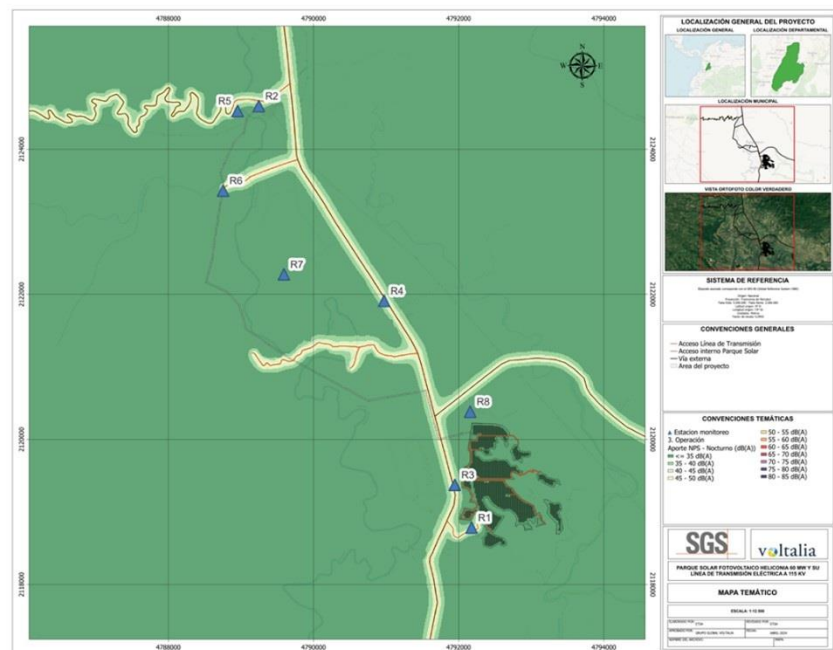 4788000
4790000
4792000
4794000
2124000
2122000
2120000
2118000
2124000
2122000
2120000
2118000
4788000
4790000
4792000
4794000
N
W
E
S
R5
R2
R6
R7
R4
R8
R3
R1
LOCALIZACIÓN GENERAL DEL PROYECTO
LOCALIZACIÓN GENERAL
LOCALIZACIÓN DEPARTAMENTAL
LOCALIZACIÓN MUNICIPAL
VISTA ORTOFOTO COLOR VERDADERO
SISTEMA DE REFERENCIA
CONVENCIONES GENERALES
Acceso Línea de Transmisión
Acceso interno Parque Solar
Vía externa
Area del proyecto
CONVENCIONES TEMÁTICAS
Estacion monitoreo
3. Operación
Aporte NPS - Nocturno (dB(A))
<= 35 dB(A)
35 - 40 dB(A)
40 - 45 dB(A)
45 - 50 dB(A)
50 - 55 dB(A)
55 - 60 dB(A)
60 - 65 dB(A)
65 - 70 dB(A)
70 - 75 dB(A)
75 - 80 dB(A)
80 - 85 dB(A)
SGS
voltalia
PARQUE SOLAR FOTOVOLTAICO HELICONIA 60 MW Y SU
LÍNEA DE TRANSMISIÓN ELÉCTRICA A 115 KV
MAPA TEMÁTICO